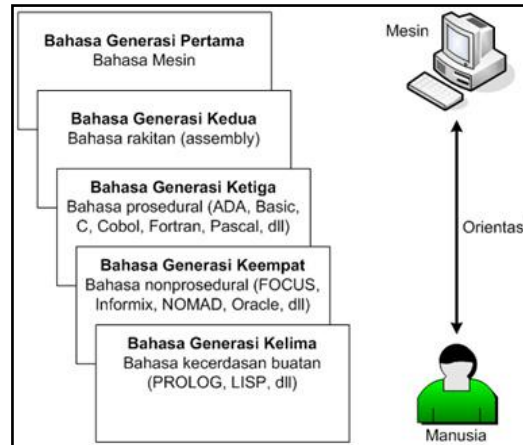 Bahasa Generasi Pertama
Bahasa Mesin
Bahasa Generasi Kedua
Bahasa rakitan (assembly)
Bahasa Generasi Ketiga
Bahasa prosedural (ADA, Basic,
C, Cobol, Fortran, Pascal, dll)
Bahasa Generasi Keempat
Bahasa nonprosedural (FOCUS,
Informix, NOMAD, Oracle, dll)
Bahasa Generasi Kelima
Bahasa kecerdasan buatan
(PROLOG, LISP, dll)
Mesin
Orientas
Manusia